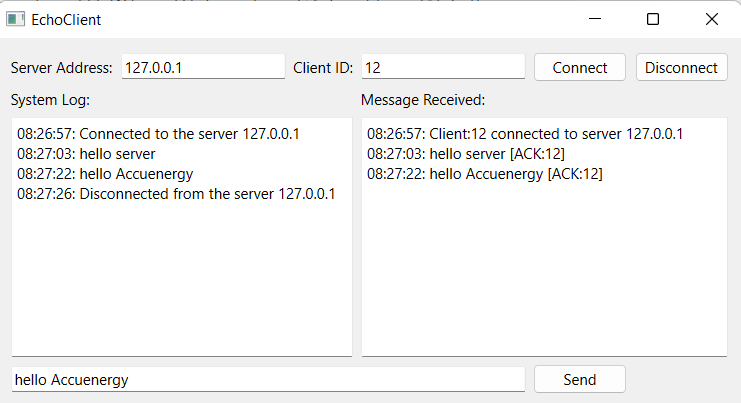 EchoClient
Server Address: 127.0.0.1 Client ID: 12 Connect Disconnect
System Log:
08:26:57: Connected to the server 127.0.0.1
08:27:03: hello server
08:27:22: hello Accuenergy
08:27:26: Disconnected from the server 127.0.0.1
Message Received:
08:26:57: Client:12 connected to server 127.0.0.1
08:27:03: hello server [ACK:12]
08:27:22: hello Accuenergy [ACK:12]
hello Accuenergy Send